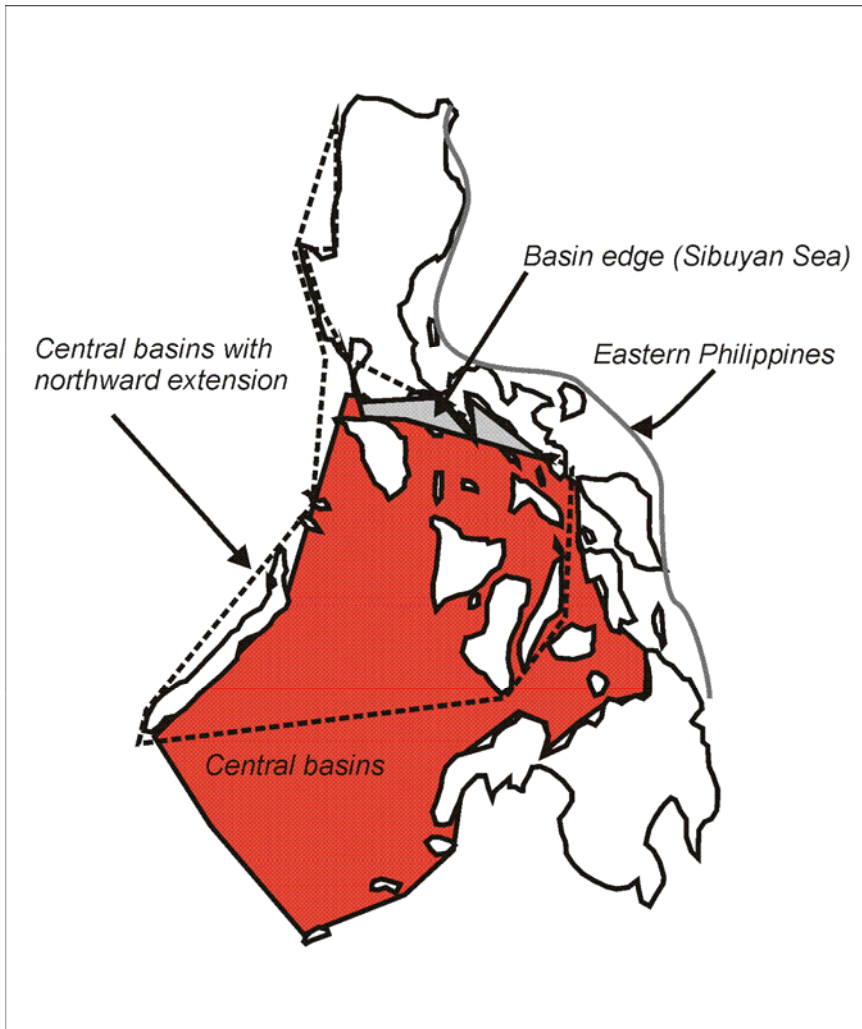 Basin edge (Sibuyan Sea)
Central basins with
northward extension
Eastern Philippines
Central basins